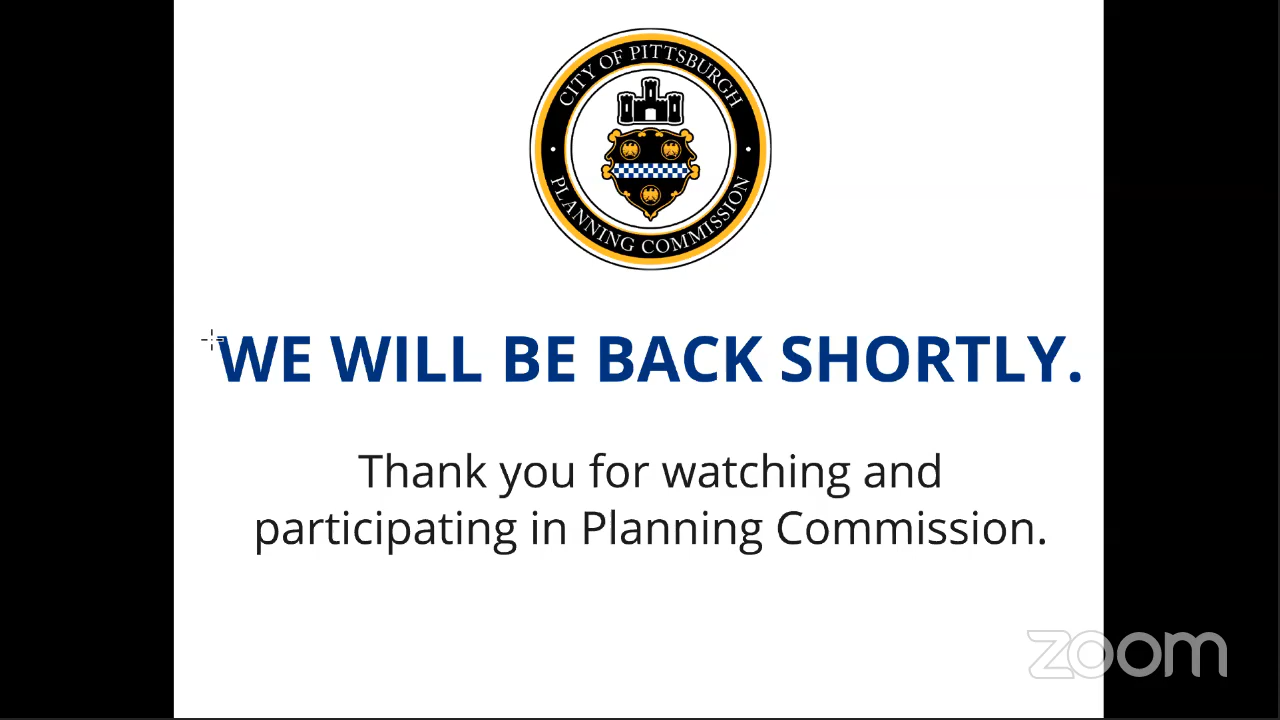 CITY OF PITTSBURGH
PLANNING COMMISSION
WE WILL BE BACK SHORTLY.
Thank you for watching and
participating in Planning Commission.
zoom